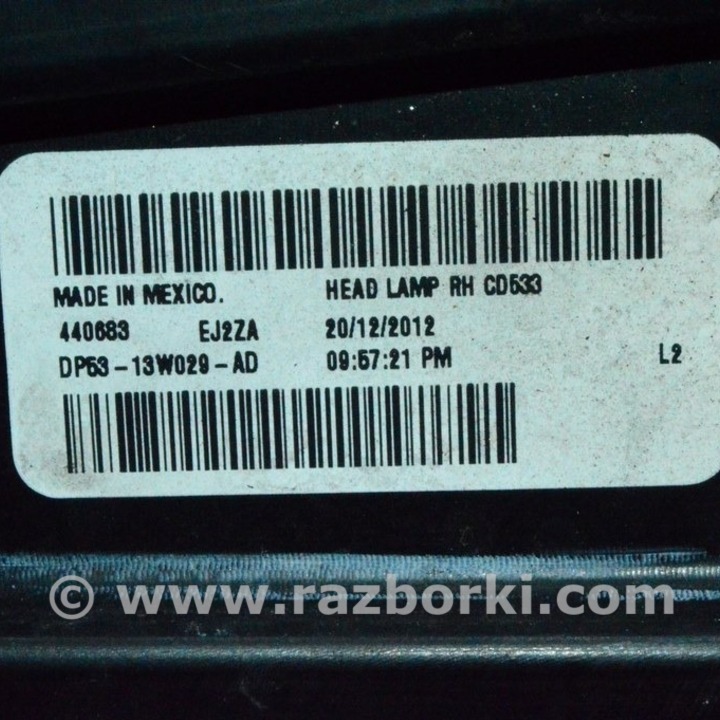 MADE IN MEXICO. HEAD LAMP RH CD533
440683 EJ2ZA 20/12/2012
DP53-13W029-AD 09:57:21 PM L2
© www.razborki.com